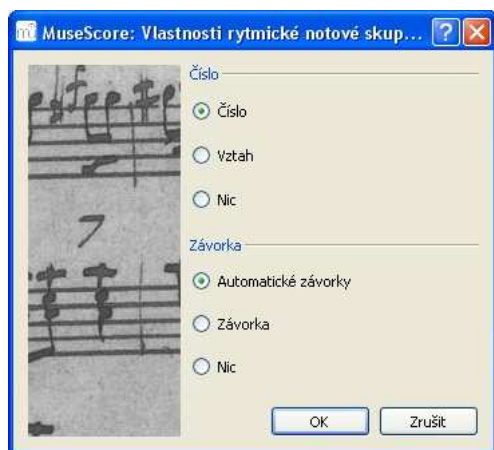 MuseScore: Vlastnosti rytmické notové skup...
Číslo
Číslo
Vztah
Nic
7
Závorka
Automatické závorky
Závorka
Nic
OK
Zrušit